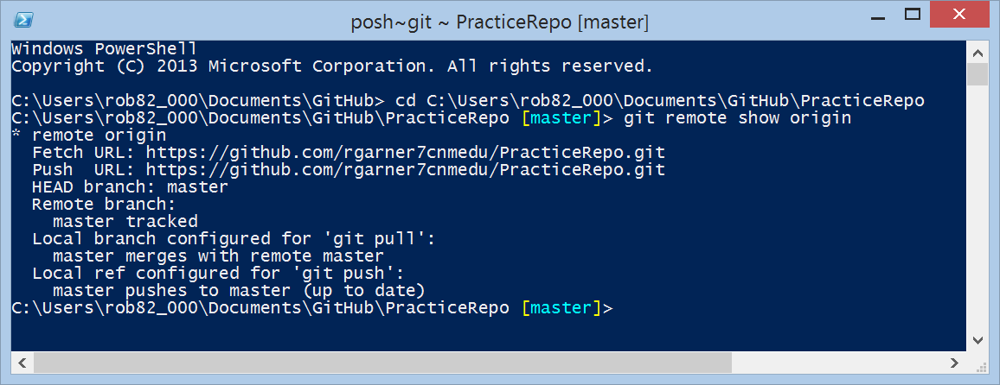 posh~git ~ PracticeRepo [master]
Windows PowerShell
Copyright (C) 2013 Microsoft Corporation. All rights reserved.
C:\Users\rob82_000\Documents\GitHub> cd C:\Users\rob82_000\Documents\GitHub\PracticeRepo
C:\Users\rob82_000\Documents\GitHub\PracticeRepo [master]> git remote show origin
* remote origin
  Fetch URL: https://github.com/rgarner7cnmedu/PracticeRepo.git
  Push  URL: https://github.com/rgarner7cnmedu/PracticeRepo.git
  HEAD branch: master
  Remote branch:
    master tracked
  Local branch configured for 'git pull':
    master merges with remote master
  Local ref configured for 'git push':
    master pushes to master (up to date)
C:\Users\rob82_000\Documents\GitHub\PracticeRepo [master]>